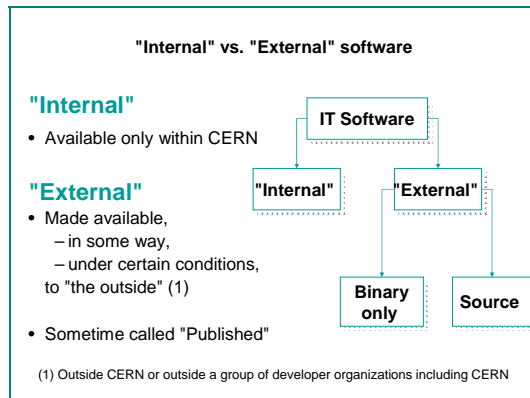 "Internal" vs. "External" software
"Internal"
• Available only within CERN
"External"
• Made available,
– in some way,
– under certain conditions,
to "the outside" (1)
• Sometime called "Published"
IT Software
"Internal"
"External"
Binary
only
Source
(1) Outside CERN or outside a group of developer organizations including CERN